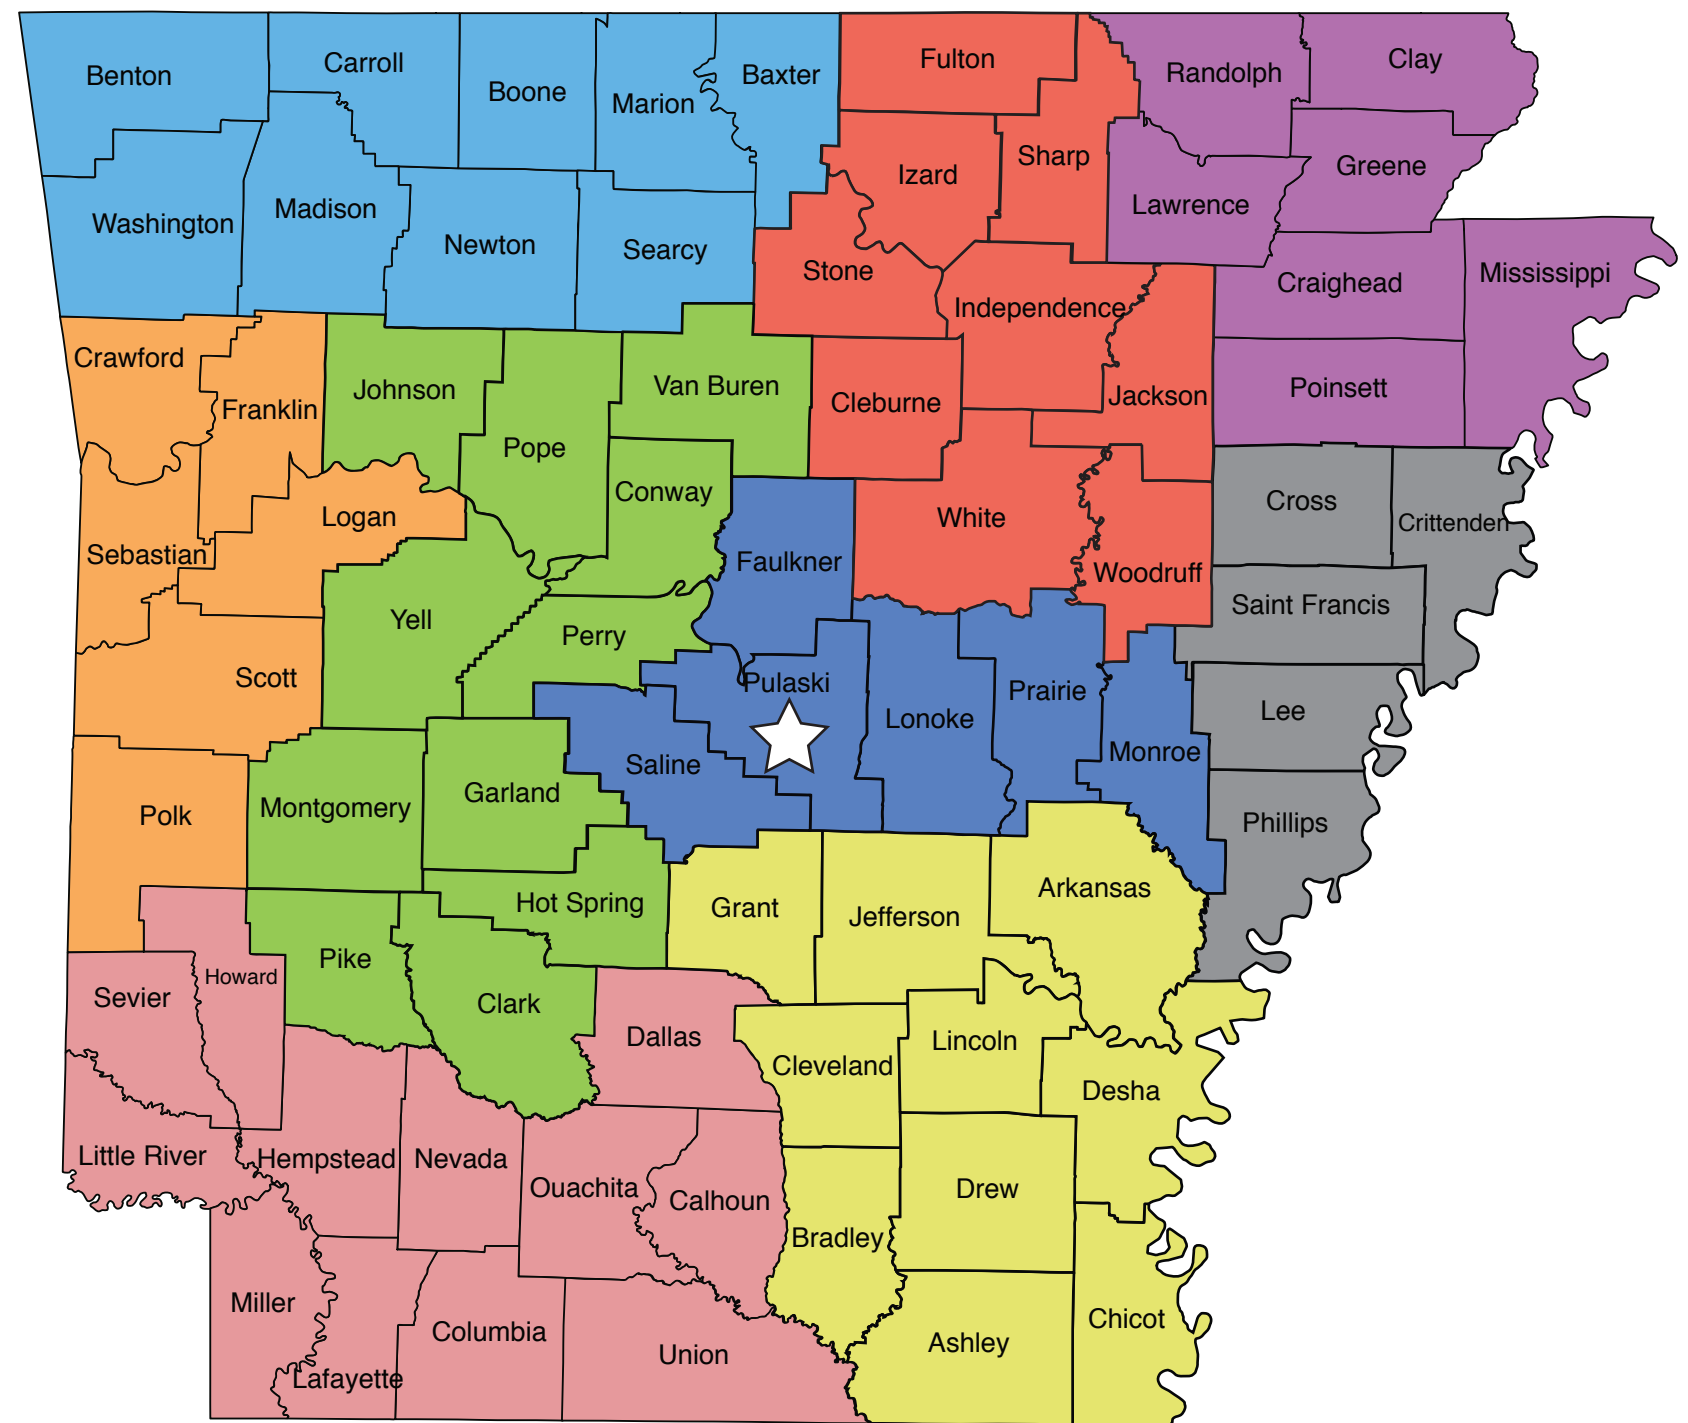 Benton
Carroll
Boone
Marion
Baxter
Fulton
Randolph
Clay
Washington
Madison
Newton
Searcy
Stone
Izard
Sharp
Lawrence
Greene
Independence
Craighead
Mississippi
Crawford
Franklin
Johnson
Pope
Van Buren
Cleburne
Jackson
Poinsett
Sebastian
Logan
Conway
Faulkner
White
Woodruff
Cross
Crittenden
Saint Francis
Scott
Yell
Perry
Pulaski
Lonoke
Prairie
Monroe
Lee
Polk
Montgomery
Garland
Saline
Phillips
Hot Spring
Grant
Jefferson
Arkansas
Sevier
Howard
Pike
Clark
Dallas
Cleveland
Lincoln
Desha
Little River
Hempstead
Nevada
Ouachita
Calhoun
Bradley
Drew
Miller
Lafayette
Columbia
Union
Ashley
Chicot